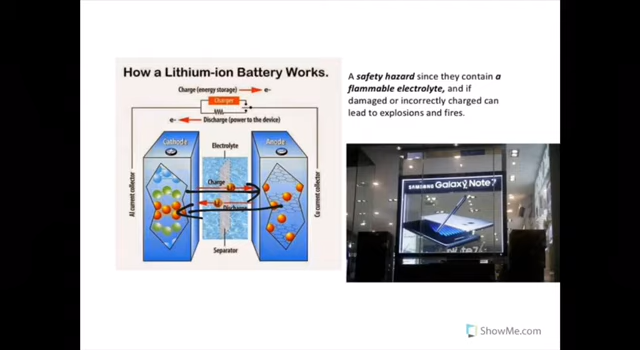 How a Lithium-ion Battery Works.
Charge (energy storage) e-
Charger
e- Discharge (power to the device)
Cathode
Electrolyte
Anode
Al current collector
Charge
Discharge
Cu current collector
Separator
A safety hazard since they contain a
flammable electrolyte, and if
damaged or incorrectly charged can
lead to explosions and fires.
SAMSUNG Galaxy Note7
ShowMe.com